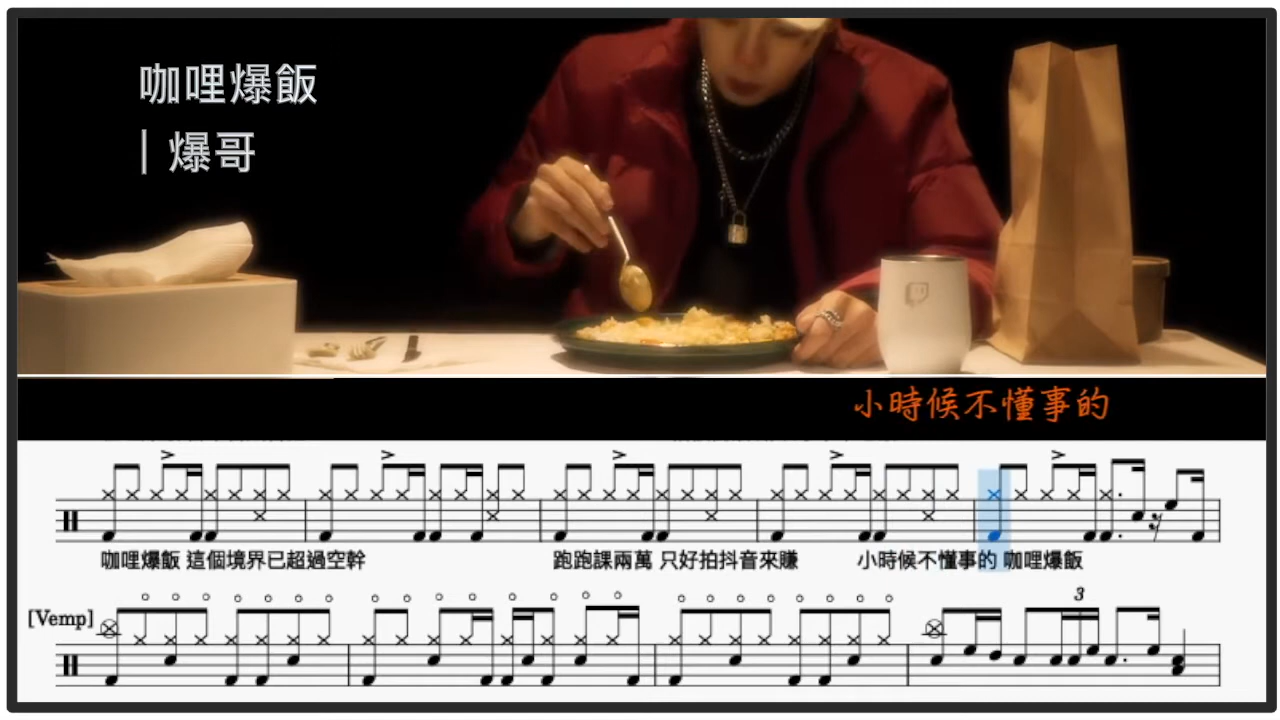 咖哩爆飯
| 爆哥
小時候不懂事的
咖哩爆飯 這個境界已超過空幹 跑跑課兩萬 只好拍抖音來賺 小時候不懂事的 咖哩爆飯
[Vemp]
3